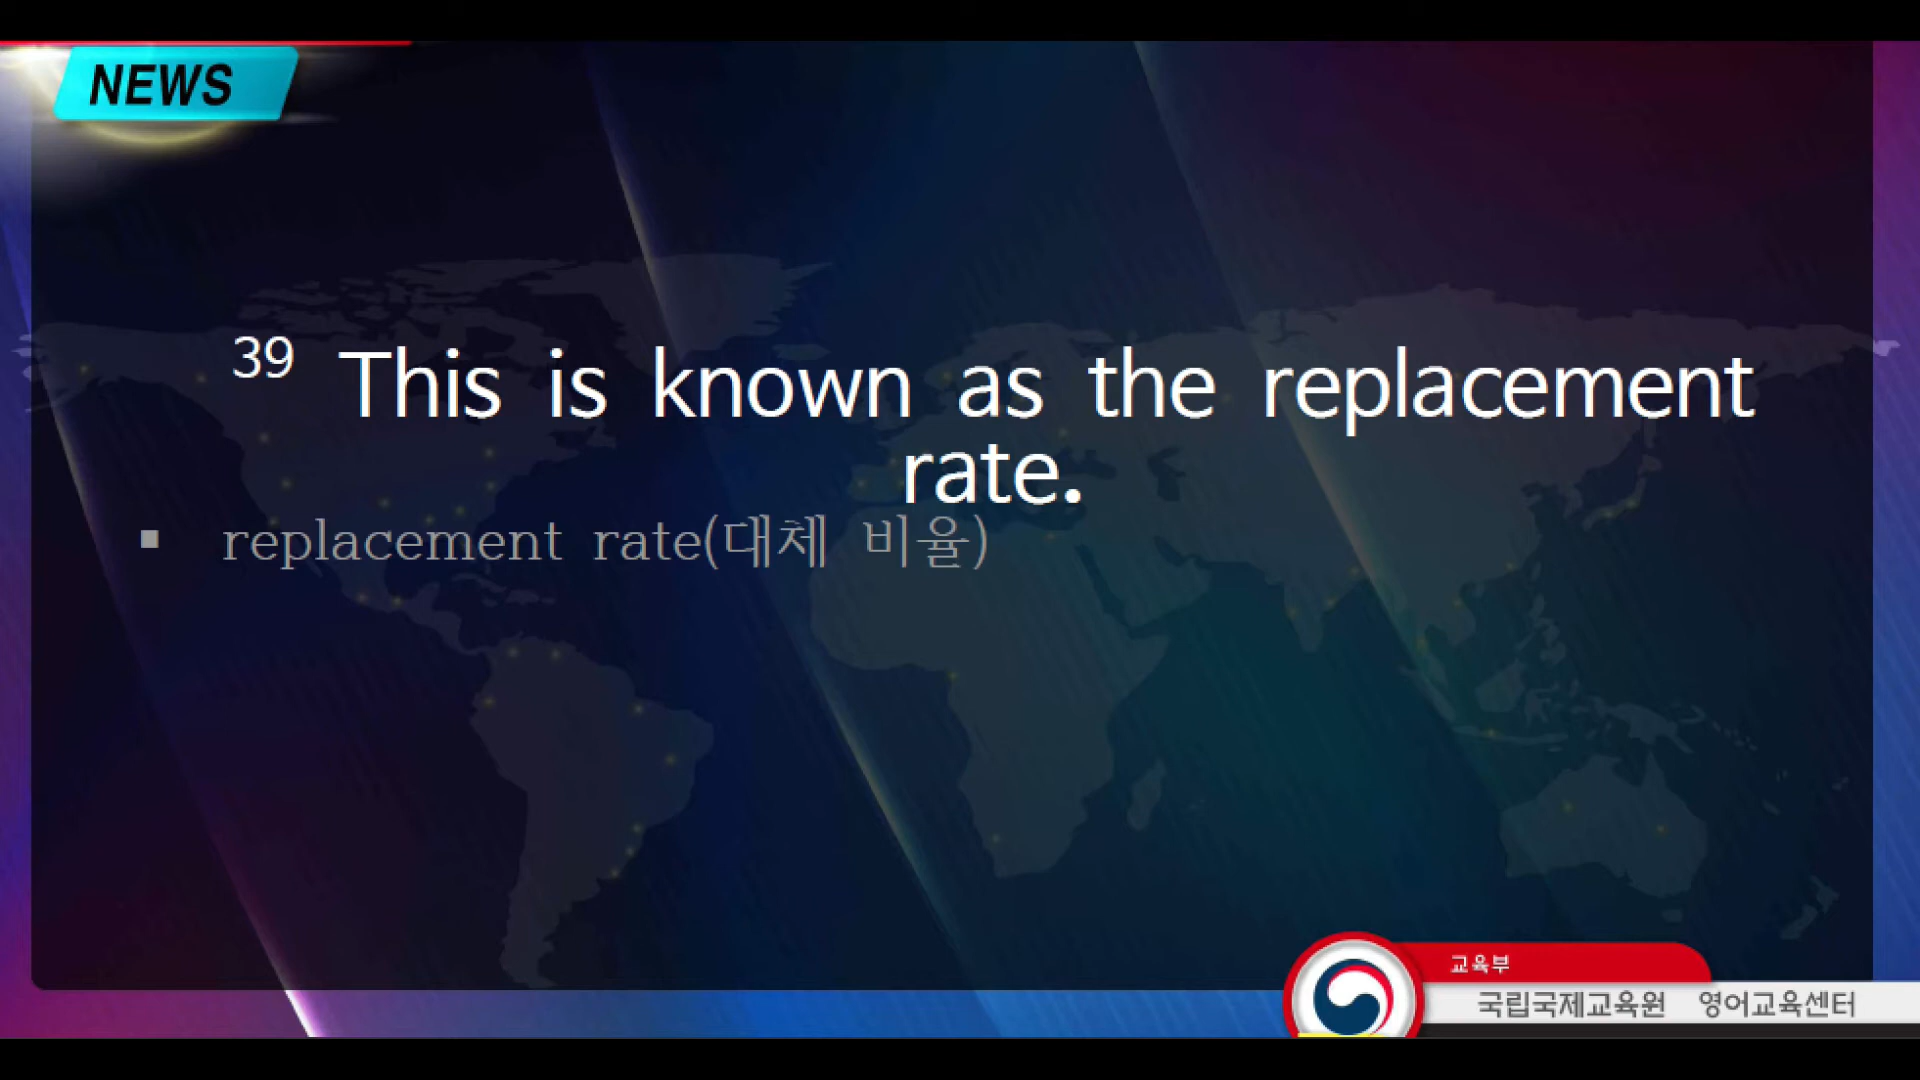 NEWS
39 This is known as the replacement
rate.
▪ replacement rate(대체 비율)
교육부
국립국제교육원 영어교육센터